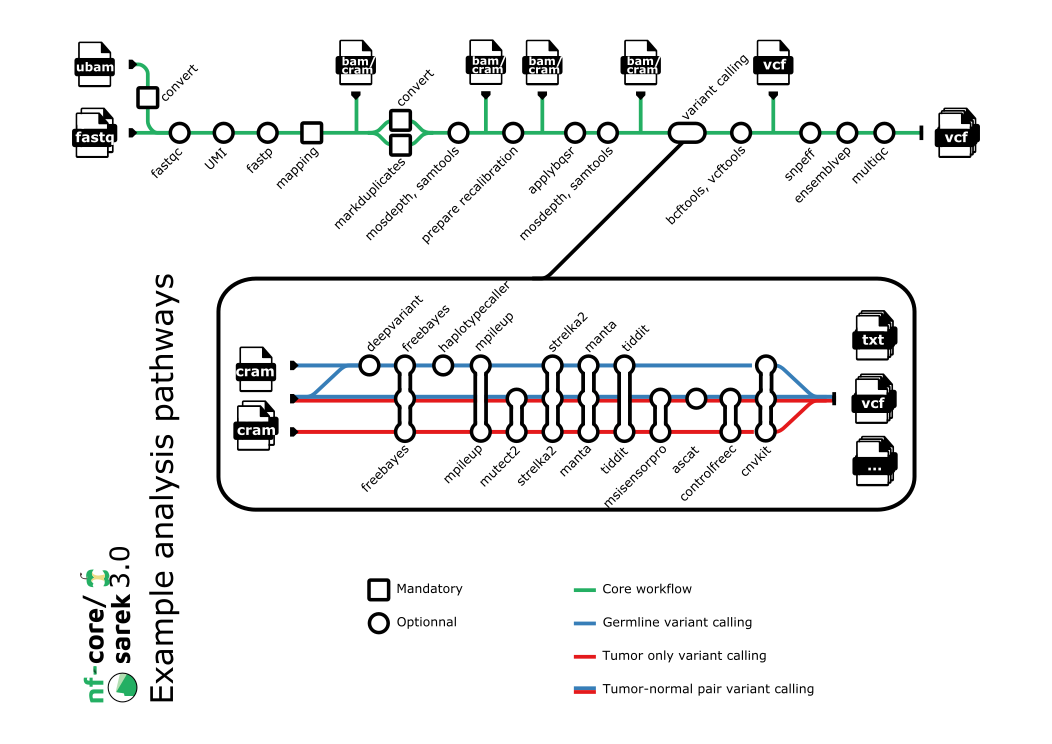 ubam
convert
fastq
fastqc
UMI
fastp
mapping
bam/
cram
convert
markduplicates
mosdepth, samtools
bam/
cram
prepare recalibration
bam/
cram
applybqsr
mosdepth, samtools
bam/
cram
variant calling
bcftools, vcftools
vcf
snpeff
ensemblvep
multiqc
vcf
cram
cram
deepvariant
freebayes
haplotypecaller
mpileup
strelka2
manta
tiddit
freebayes
mpileup
mutect2
strelka2
manta
tiddit
msisensorpro
ascat
controlfreec
cnvkit
txt
vcf
...
nf-core/
sarek 3.0
Example analysis pathways
Mandatory
Optionnal
Core workflow
Germline variant calling
Tumor only variant calling
Tumor-normal pair variant calling